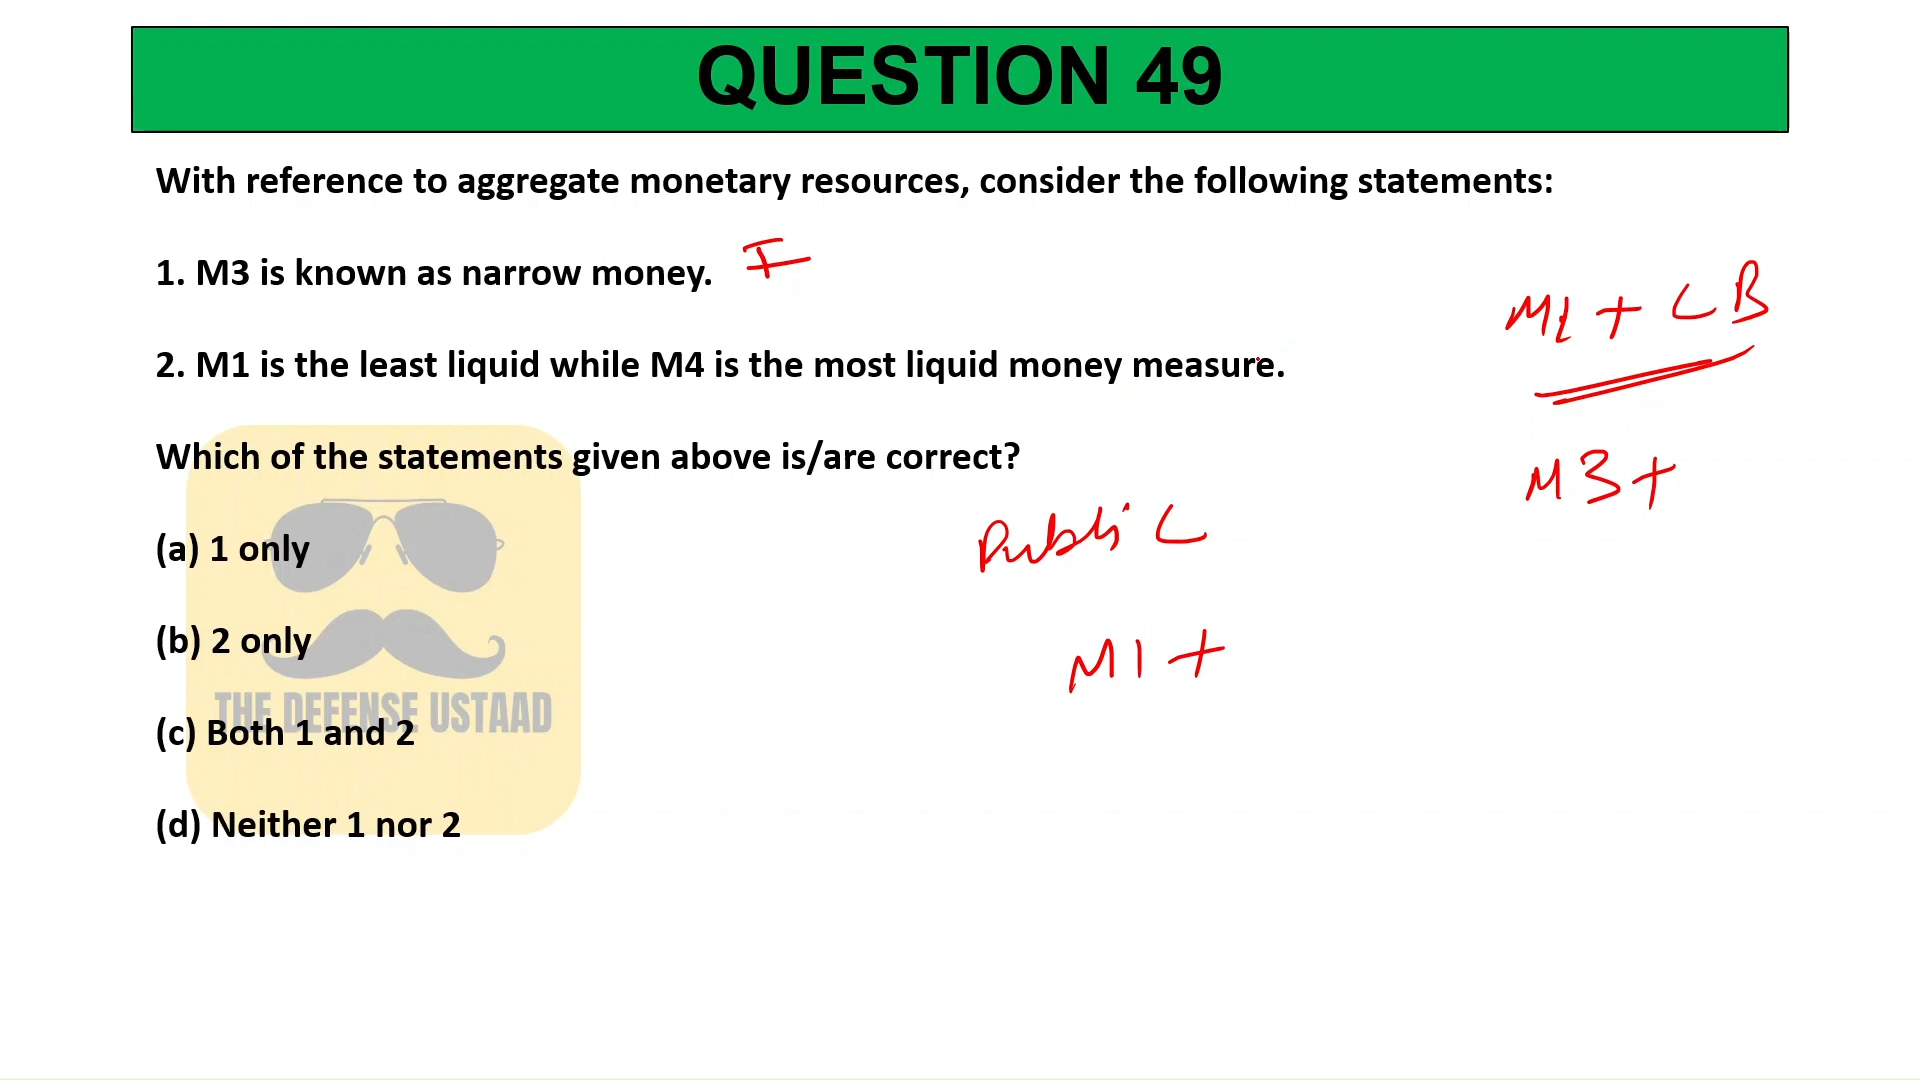 QUESTION 49
With reference to aggregate monetary resources, consider the following statements:
1. M3 is known as narrow money. F
M1 + CB
2. M1 is the least liquid while M4 is the most liquid money measure.
Which of the statements given above is/are correct?
M3+
Public
(a) 1 only
(b) 2 only
M1+
THE DEFENSE USTAAD
(c) Both 1 and 2
(d) Neither 1 nor 2